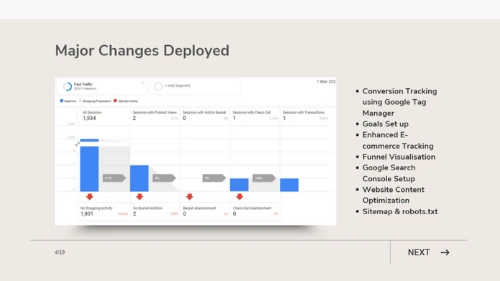 Major Changes Deployed
Paid Traffic
+ Add Segment
1 Mar 202
Sessions
Shopping Progression
Abandonments
All Sessions
Sessions with Product Views
Sessions with Add to Basket
Sessions with Check-Out
Sessions with Transactions
1,934
2
0
1
1
No Shopping Activity
No Basket Addition
Basket Abandonment
Check-Out Abandonment
1,931
2
0
0
Conversion Tracking
using Google Tag
Manager
Goals Set up
Enhanced E-
commerce Tracking
Funnel Visualisation
Google Search
Console Setup
Website Content
Optimization
Sitemap & robots.txt
4/19
NEXT